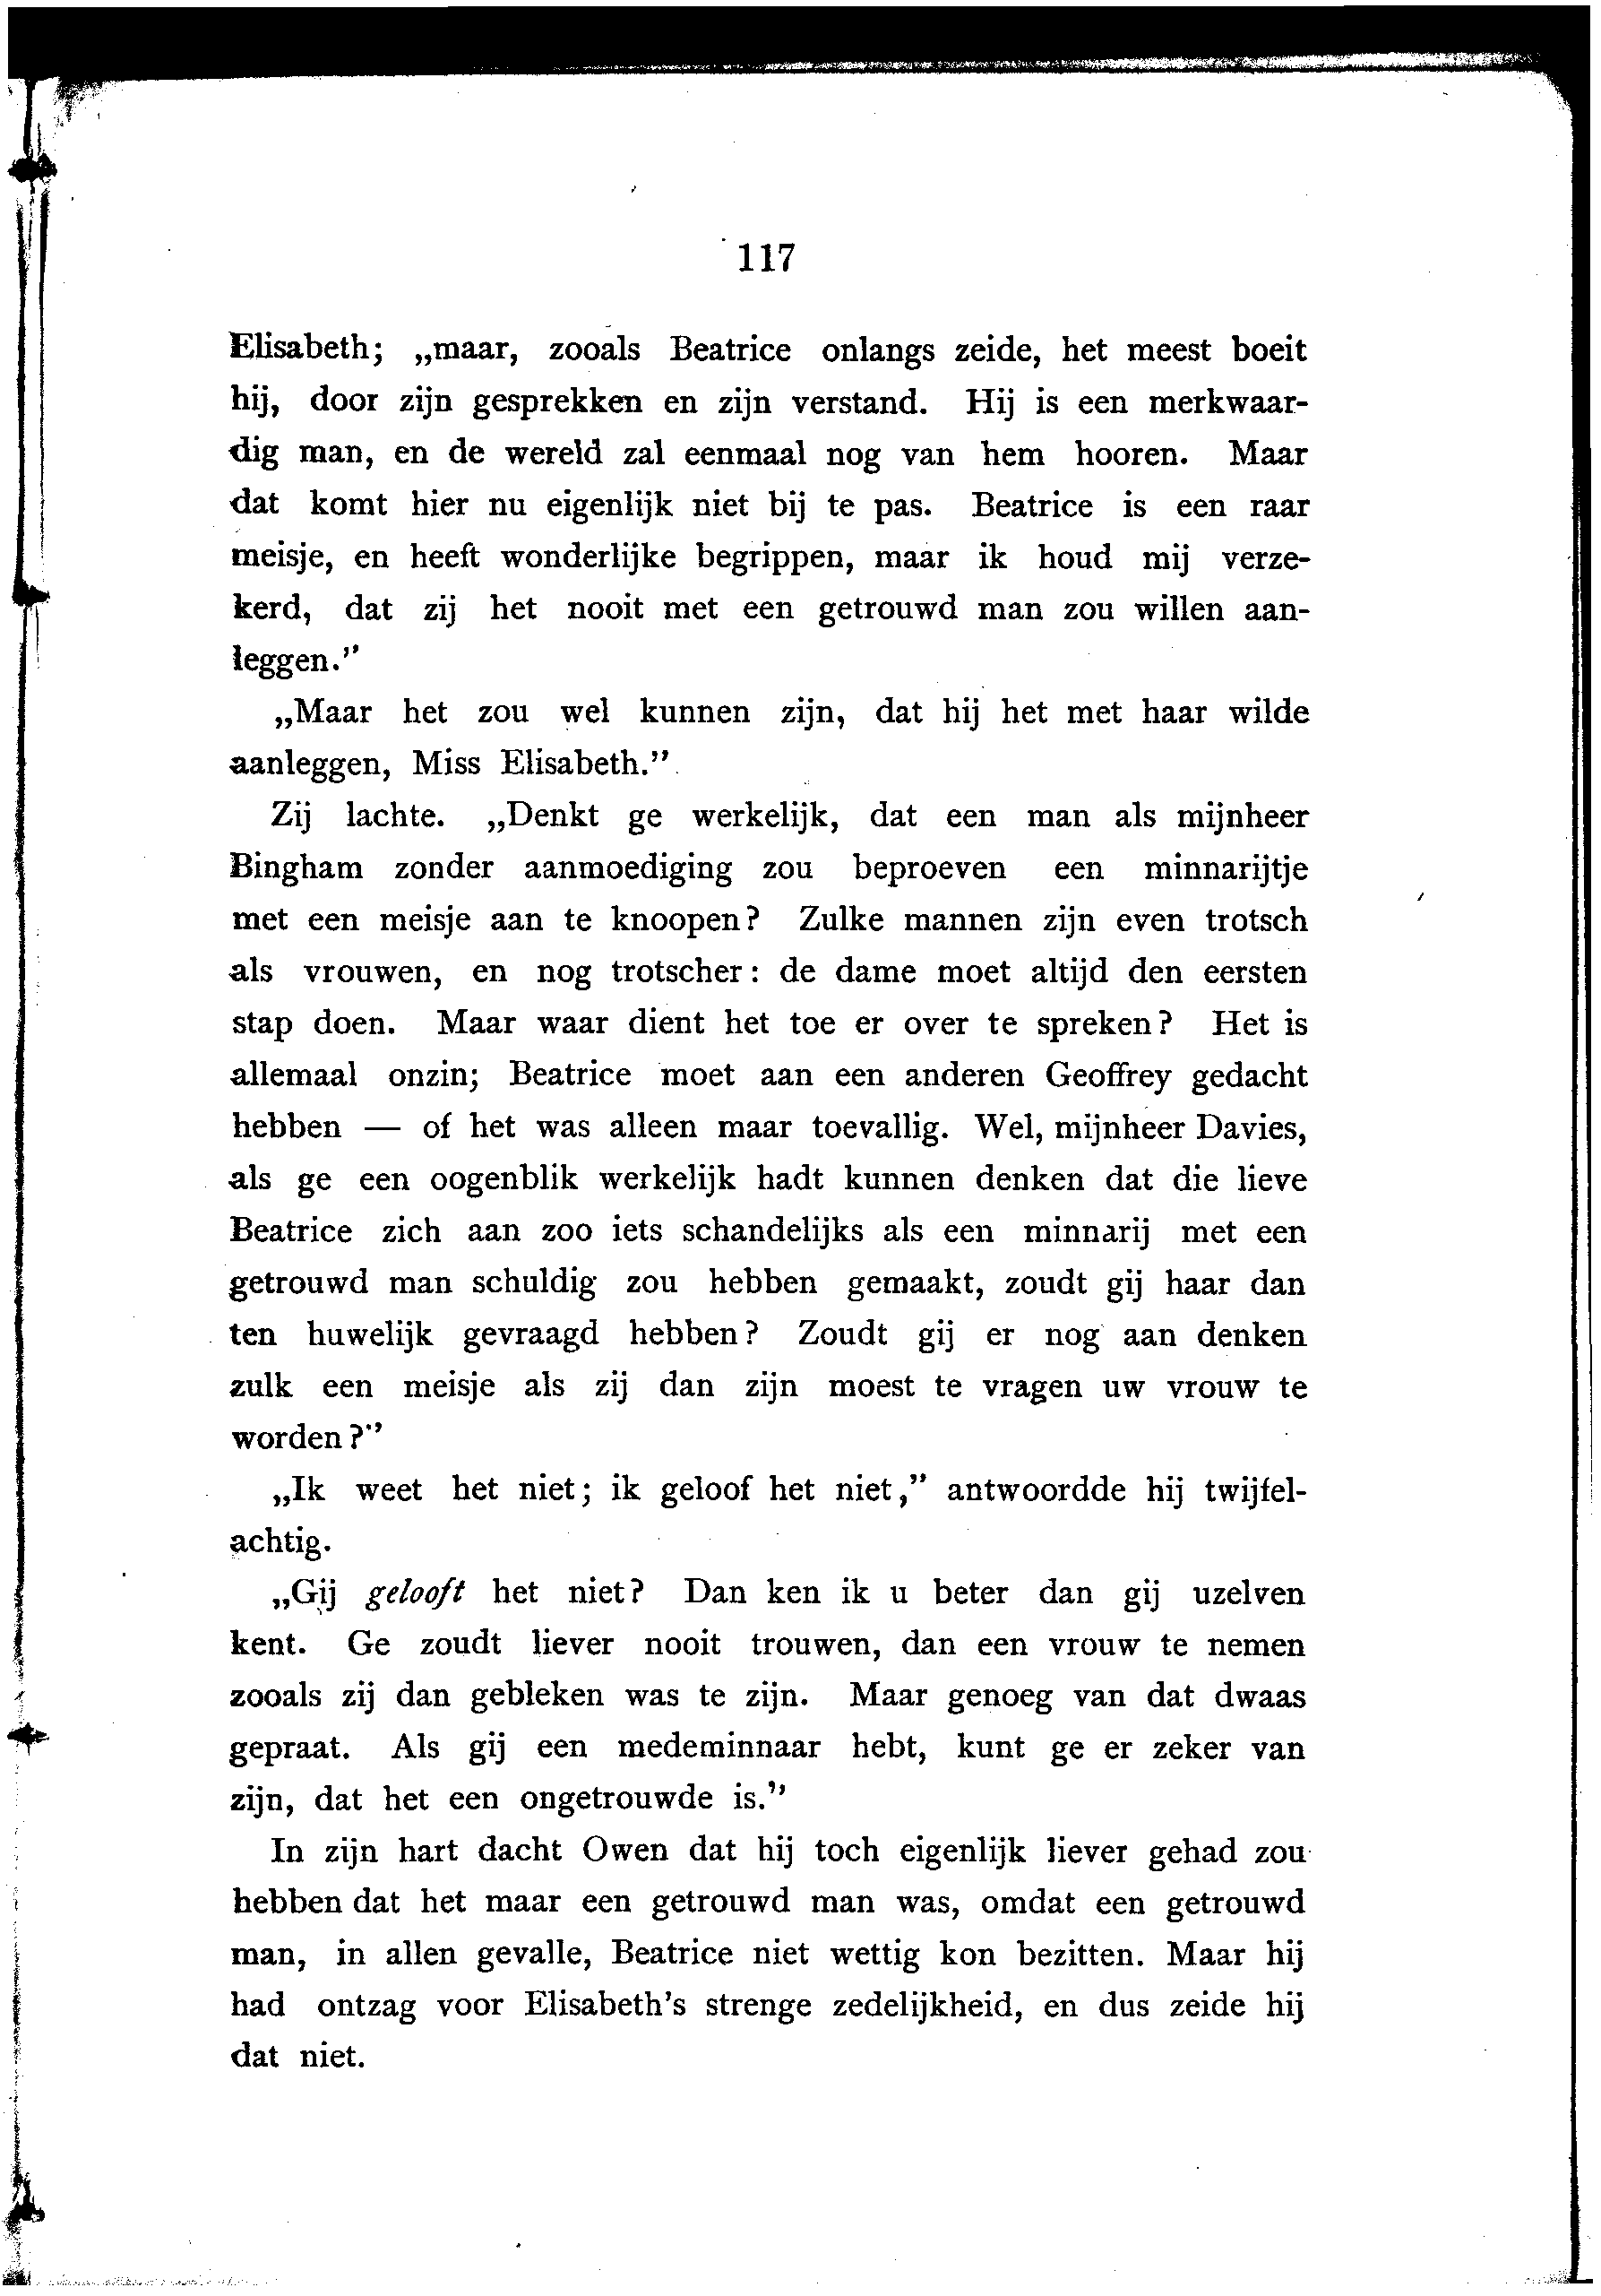 117
Elisabeth; „maar, zooals Beatrice onlangs zeide, het meest boeit
hij, door zijn gesprekken en zijn verstand. Hij is een merkwaar-
dig man, en de wereld zal eenmaal nog van hem hooren. Maar
dat komt hier nu eigenlijk niet bij te pas. Beatrice is een raar
meisje, en heeft wonderlijke begrippen, maar ik houd mij verze-
kerd, dat zij het nooit met een getrouwd man zou willen aan-
leggen.”
„Maar het zou wel kunnen zijn, dat hij het met haar wilde
aanleggen, Miss Elisabeth.”
Zij lachte. „Denkt ge werkelijk, dat een man als mijnheer
Bingham zonder aanmoediging zou beproeven een minnarijtje
met een meisje aan te knoopen? Zulke mannen zijn even trotsch
als vrouwen, en nog trotscher: de dame moet altijd den eersten
stap doen. Maar waar dient het toe er over te spreken? Het is
allemaal onzin; Beatrice moet aan een anderen Geoffrey gedacht
hebben — of het was alleen maar toevallig. Wel, mijnheer Davies,
als ge een oogenblik werkelijk hadt kunnen denken dat die lieve
Beatrice zich aan zoo iets schandelijks als een minnarij met een
getrouwd man schuldig zou hebben gemaakt, zoudt gij haar dan
ten huwelijk gevraagd hebben? Zoudt gij er nog aan denken
zulk een meisje als zij dan zijn moest te vragen uw vrouw te
worden?”
„Ik weet het niet; ik geloof het niet,” antwoordde hij twijfel-
achtig.
„Gij gelooft het niet? Dan ken ik u beter dan gij uzelven
kent. Ge zoudt liever nooit trouwen, dan een vrouw te nemen
zooals zij dan gebleken was te zijn. Maar genoeg van dat dwaas
gepraat. Als gij een medeminnaar hebt, kunt ge er zeker van
zijn, dat het een ongetrouwde is.”
In zijn hart dacht Owen dat hij toch eigenlijk liever gehad zou
hebben dat het maar een getrouwd man was, omdat een getrouwd
man, in allen gevalle, Beatrice niet wettig kon bezitten. Maar hij
had ontzag voor Elisabeth's strenge zedelijkheid, en dus zeide hij
dat niet.